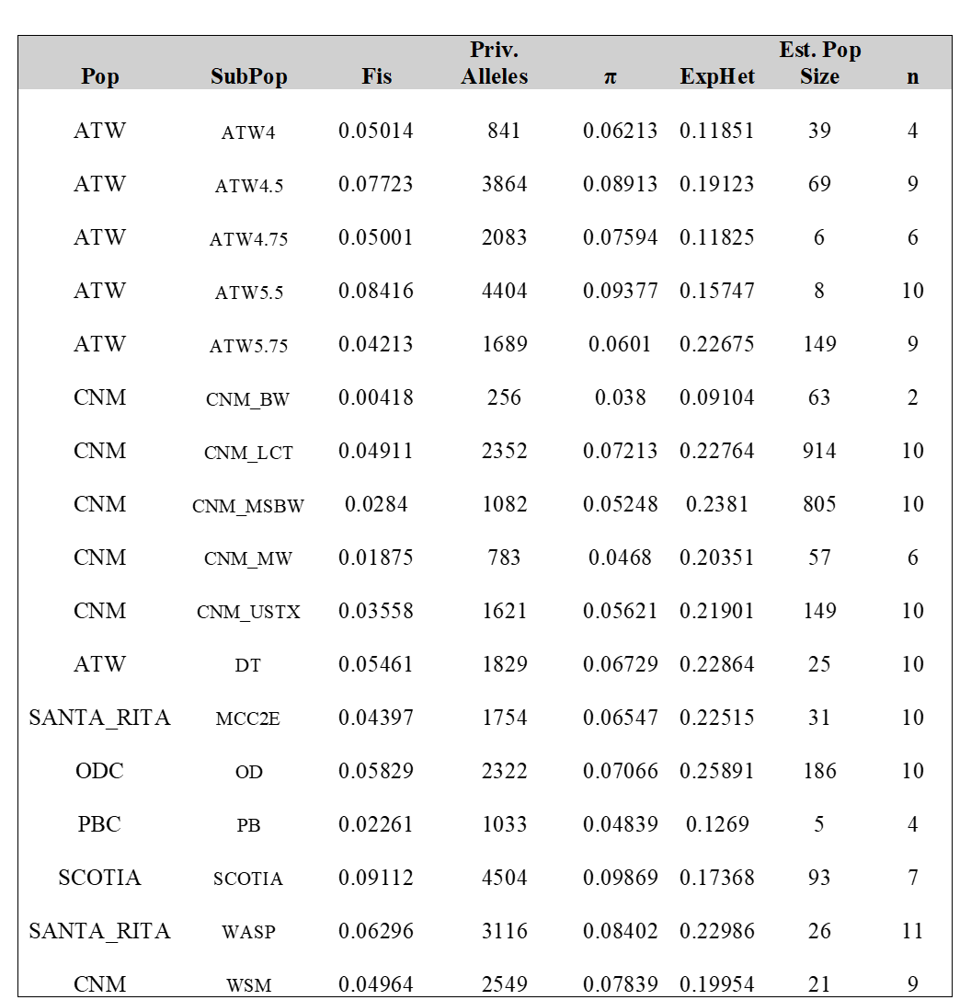 Priv. Est. Pop
Pop SubPop Fis Alleles π ExpHet Size n
ATW ATW4 0.05014 841 0.06213 0.11851 39 4
ATW ATW4.5 0.07723 3864 0.08913 0.19123 69 9
ATW ATW4.75 0.05001 2083 0.07594 0.11825 6 6
ATW ATW5.5 0.08416 4404 0.09377 0.15747 8 10
ATW ATW5.75 0.04213 1689 0.0601 0.22675 149 9
CNM CNM_BW 0.00418 256 0.038 0.09104 63 2
CNM CNM_LCT 0.04911 2352 0.07213 0.22764 914 10
CNM CNM_MSBW 0.0284 1082 0.05248 0.2381 805 10
CNM CNM_MW 0.01875 783 0.0468 0.20351 57 6
CNM CNM_USTX 0.03558 1621 0.05621 0.21901 149 10
ATW DT 0.05461 1829 0.06729 0.22864 25 10
SANTA_RITA MCC2E 0.04397 1754 0.06547 0.22515 31 10
ODC OD 0.05829 2322 0.07066 0.25891 186 10
PBC PB 0.02261 1033 0.04839 0.1269 5 4
SCOTIA SCOTIA 0.09112 4504 0.09869 0.17368 93 7
SANTA_RITA WASP 0.06296 3116 0.08402 0.22986 26 11
CNM WSM 0.04964 2549 0.07839 0.19954 21 9